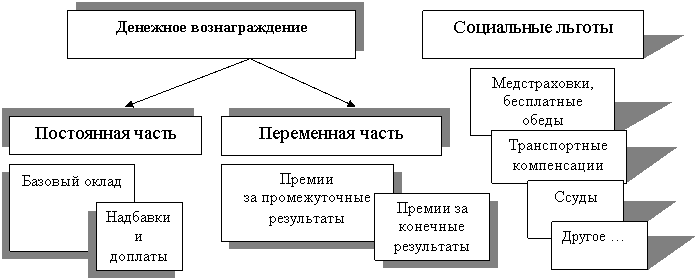 Денежное вознаграждение
Социальные льготы
Постоянная часть
Переменная часть
Базовый оклад
Надбавки
и
доплаты
Премии
за промежуточные
результаты
Премии за
конечные
результаты
Медстраховки,
бесплатные
обеды
Транспортные
компенсации
Ссуды
Другое ...